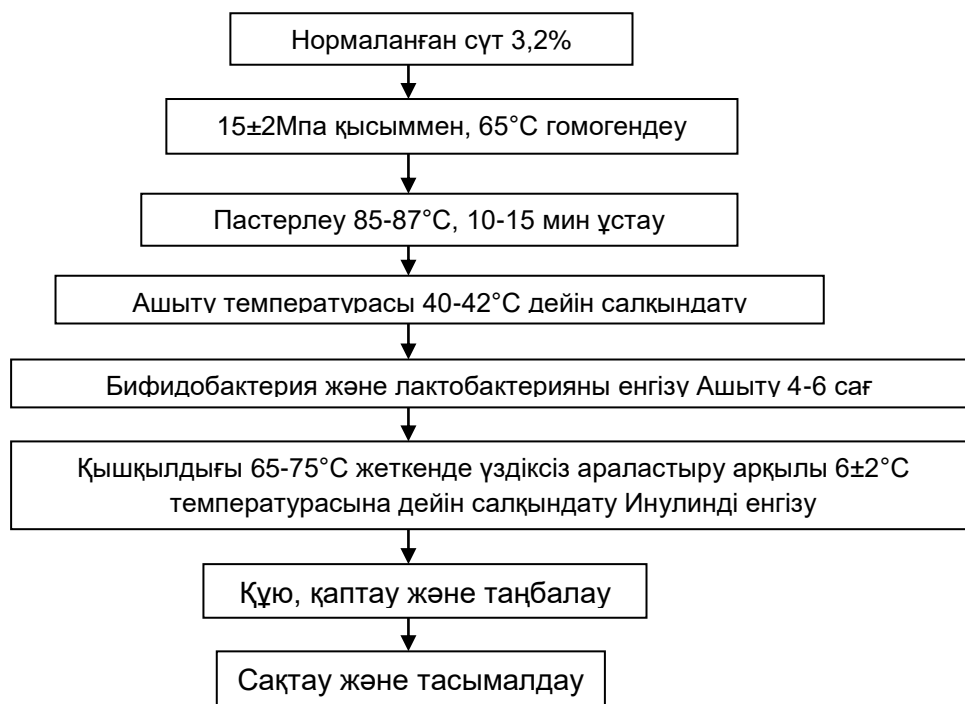 Нормаланған сүт 3,2%
15±2Мпа қысыммен, 65°С гомогендеу
Пастерлеу 85-87°С, 10-15 мин ұстау
Ашыту температурасы 40-42°С дейін салқындату
Бифидобактерия және лактобактерияны енгізу Ашыту 4-6 сағ
Қышқылдығы 65-75°С жеткенде үздіксіз араластыру арқылы 6±2°С
температурасына дейін салқындату Инулинді енгізу
Құю, қаптау және таңбалау
Сақтау және тасымалдау